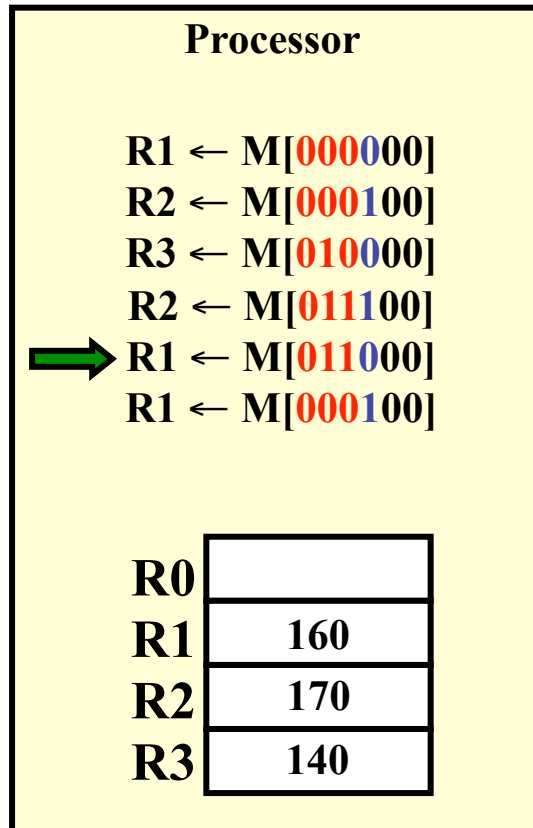 Processor
R1 ← M[000000]
R2 ← M[000100]
R3 ← M[010000]
R2 ← M[011100]
R1 ← M[011000]
R1 ← M[000100]
R0
R1 160
R2 170
R3 140